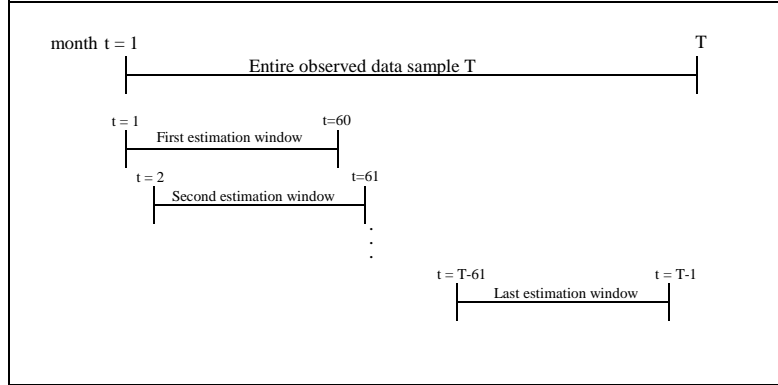 month t = 1
T
Entire observed data sample T
t = 1
t=60
First estimation window
t = 2
t=61
Second estimation window
.
.
.
t = T-61
t = T-1
Last estimation window